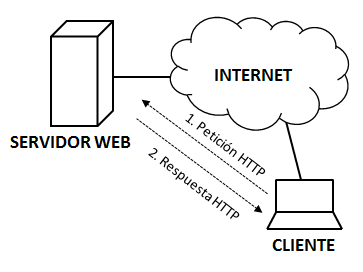 INTERNET
SERVIDOR WEB
1. Petición HTTP
2. Respuesta HTTP
CLIENTE